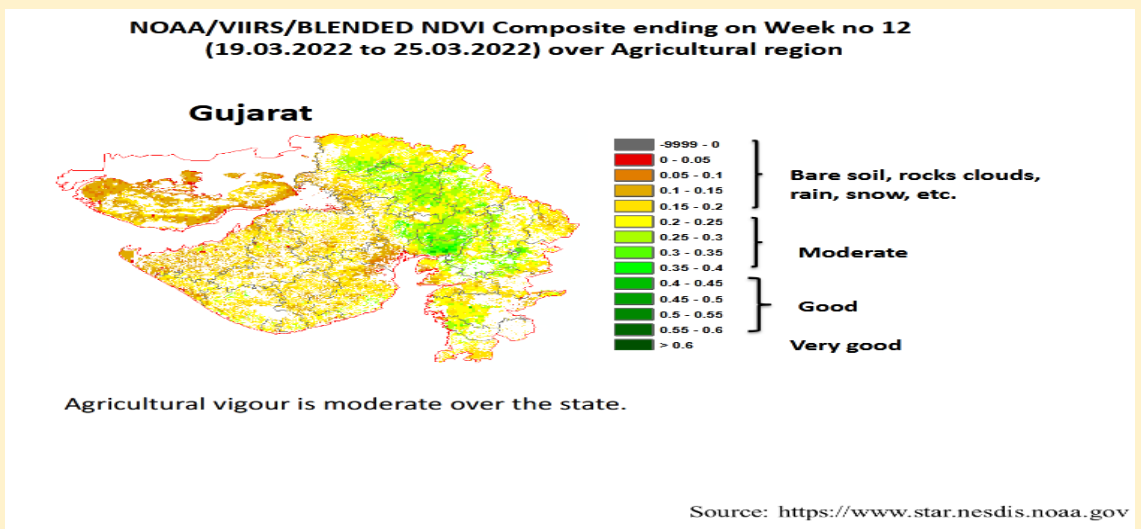 NOAA/VIIRS/BLENDED NDVI Composite ending on Week no 12
(19.03.2022 to 25.03.2022) over Agricultural region
Gujarat
-9999 - 0
0 - 0.05
0.05 - 0.1
0.1 - 0.15
0.15 - 0.2
0.2 - 0.25
0.25 - 0.3
0.3 - 0.35
0.35 - 0.4
0.4 - 0.45
0.45 - 0.5
0.5 - 0.55
0.55 - 0.6
> 0.6
Bare soil, rocks clouds,
rain, snow, etc.
Moderate
Good
Very good
Agricultural vigour is moderate over the state.
Source: https://www.star.nesdis.noaa.gov